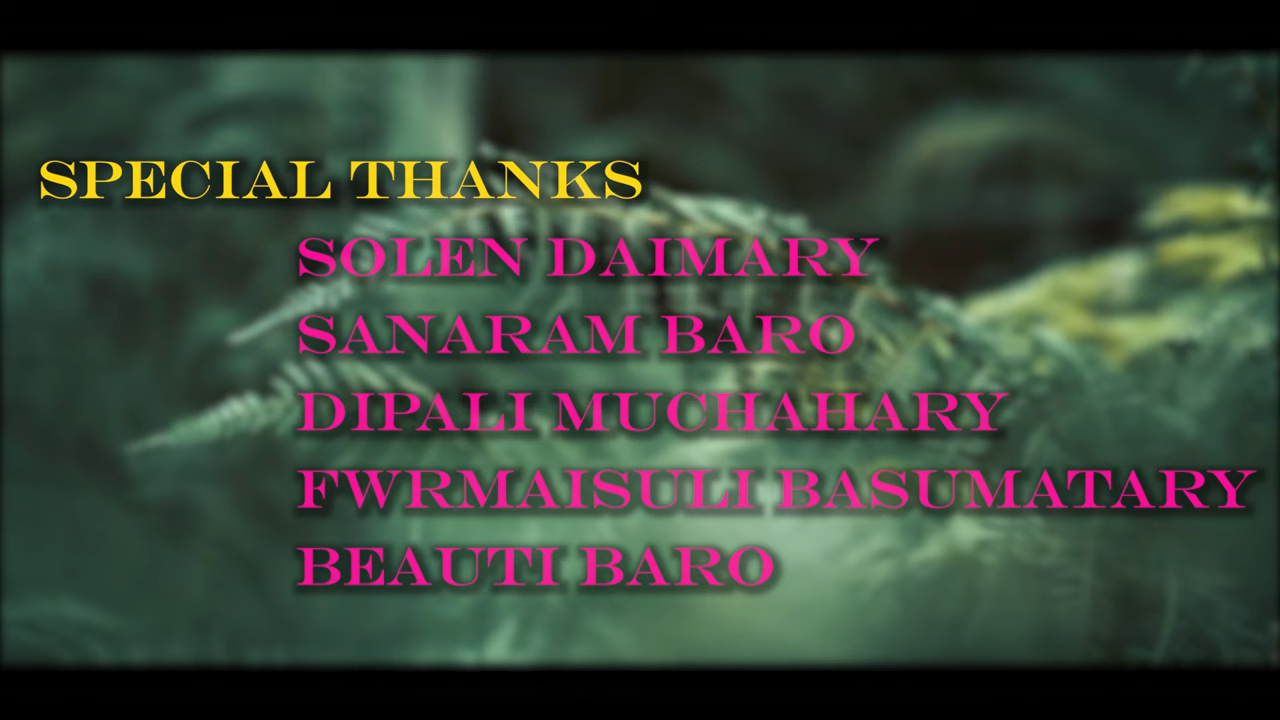 SPECIAL THANKS
SOLEN DAIMARY
SANARAM BARO
DIPALI MUCHAHARY
FWRMAISULI BASUMATARY
BEAUTI BARO